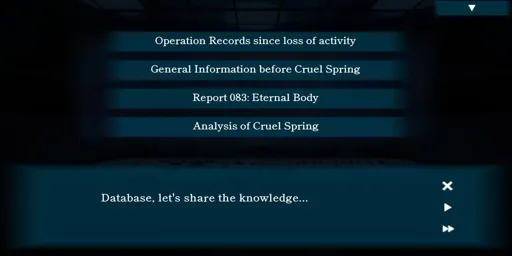 Operation Records since loss of activity
General Information before Cruel Spring
Report 083: Eternal Body
Analysis of Cruel Spring
Database, let's share the knowledge...